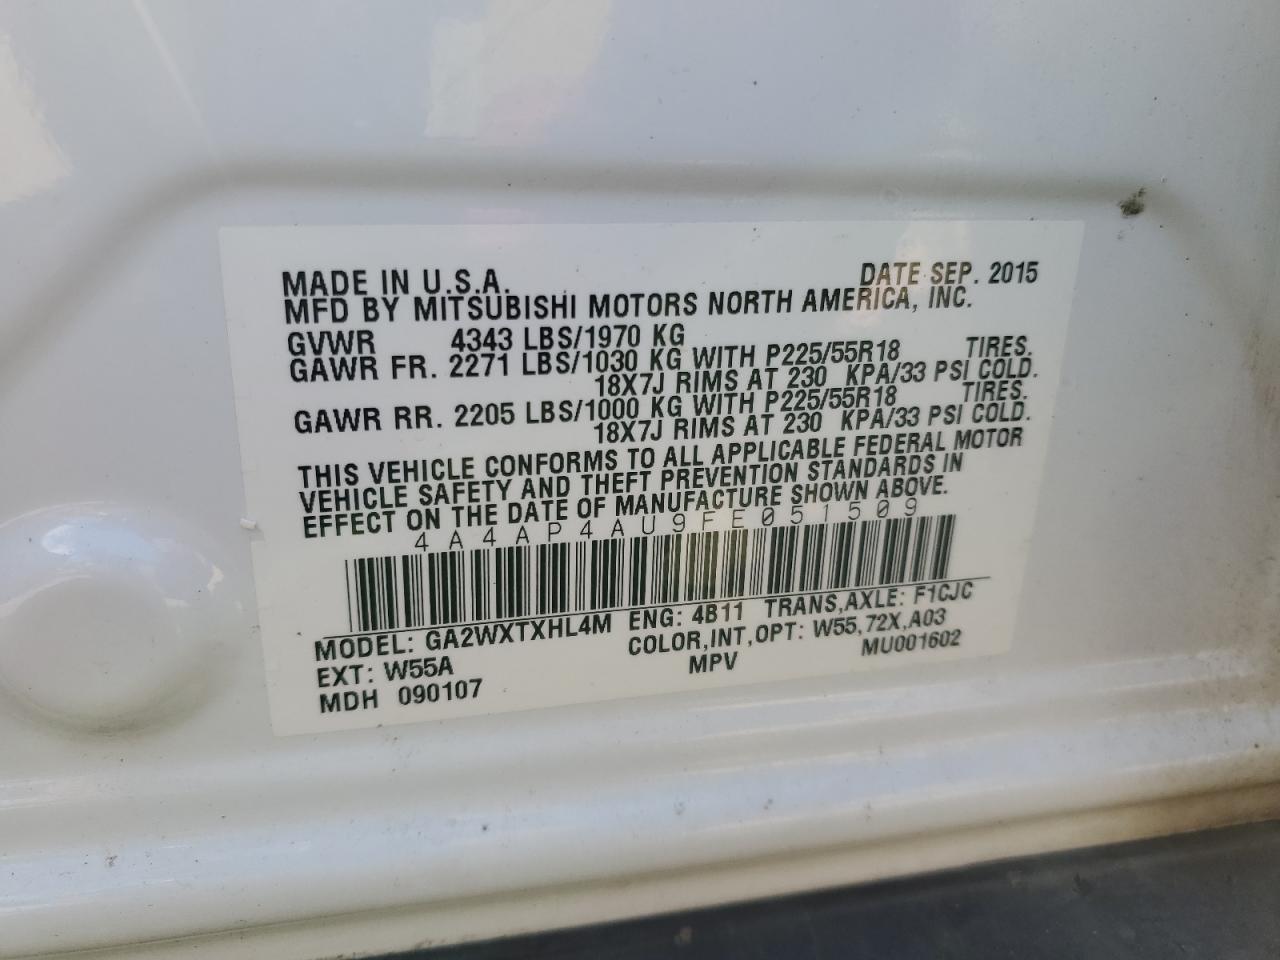 MADE IN U.S.A. DATE SEP. 2015
MFD BY MITSUBISHI MOTORS NORTH AMERICA, INC.
GVWR 4343 LBS/1970 KG
GAWR FR. 2271 LBS/1030 KG WITH P225/55R18 TIRES.
18X7J RIMS AT 230 KPA/33 PSI COLD.
GAWR RR. 2205 LBS/1000 KG WITH P225/55R18 TIRES.
18X7J RIMS AT 230 KPA/33 PSI COLD.
THIS VEHICLE CONFORMS TO ALL APPLICABLE FEDERAL MOTOR
VEHICLE SAFETY AND THEFT PREVENTION STANDARDS IN
EFFECT ON THE DATE OF MANUFACTURE SHOWN ABOVE.
4A4AP4AU9FE051509
MODEL: GA2WXTXHL4M ENG: 4B11 TRANS,AXLE: F1CJC
EXT: W55A COLOR,INT,OPT: W55,72X,A03
MDH 090107 MPV MU001602